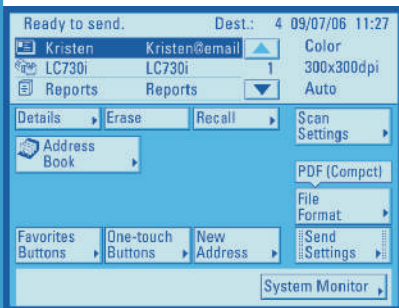 Ready to send. Dest.: 4 09/07/06 11:27
Kristen Kristen@email Color
LC730i LC730i 1 300x300dpi
Reports Reports Auto
Details Erase Recall Scan Settings
Address Book
PDF (Compct)
File Format
Favorites Buttons One-touch Buttons New Address Send Settings
System Monitor